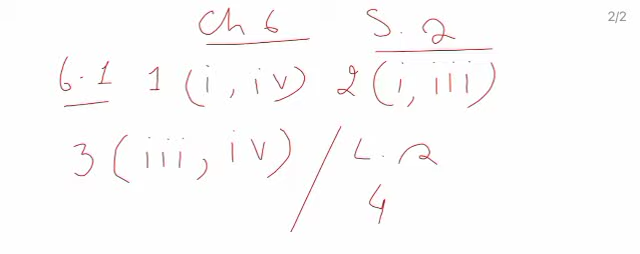 Ch 6 S. 2 2/2
6.1 1 (i, iv) 2 (i, iii)
3 (iii, iv) / L. 2
4